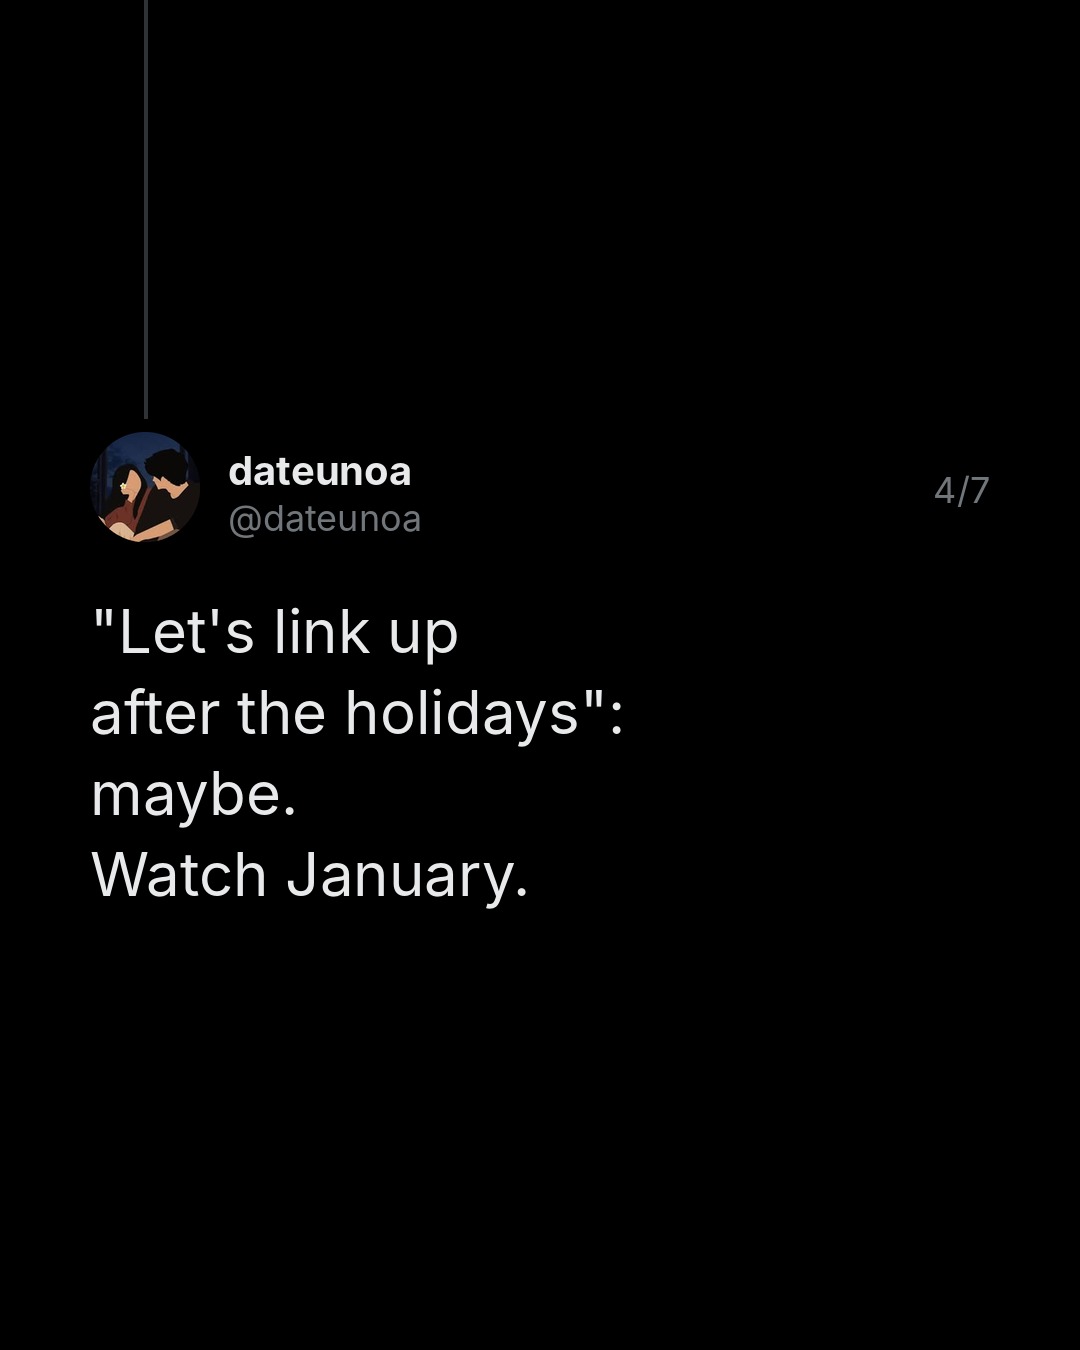 dateunoa
@dateunoa
4/7
"Let's link up
after the holidays":
maybe.
Watch January.